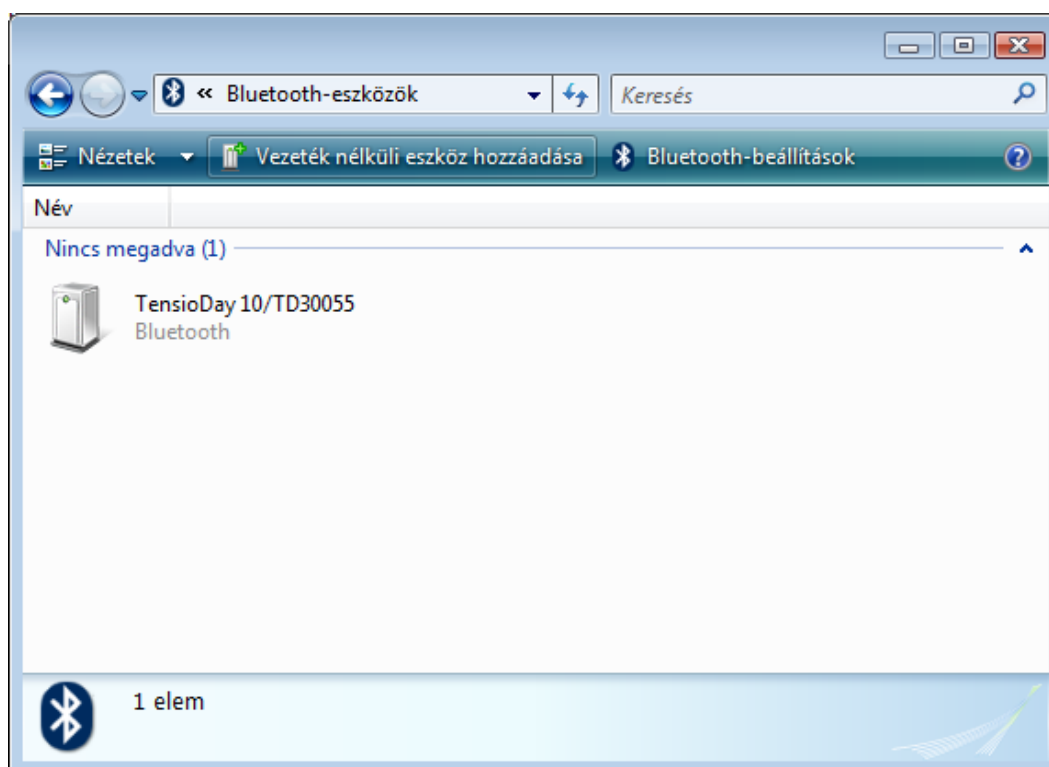 « Bluetooth-eszközök
Keresés
Nézetek Vezeték nélküli eszköz hozzáadása Bluetooth-beállítások
Név
Nincs megadva (1)
TensioDay 10/TD30055
Bluetooth
1 elem